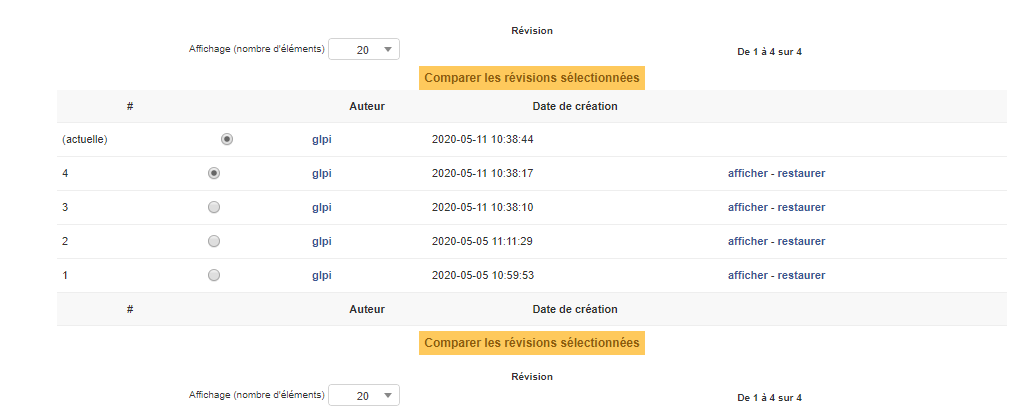 Révision
Affichage (nombre d'éléments) 20 De 1 à 4 sur 4
Comparer les révisions sélectionnées
# Auteur Date de création
(actuelle) glpi 2020-05-11 10:38:44
4 glpi 2020-05-11 10:38:17 afficher - restaurer
3 glpi 2020-05-11 10:38:10 afficher - restaurer
2 glpi 2020-05-05 11:11:29 afficher - restaurer
1 glpi 2020-05-05 10:59:53 afficher - restaurer
# Auteur Date de création
Comparer les révisions sélectionnées
Révision
Affichage (nombre d'éléments) 20 De 1 à 4 sur 4